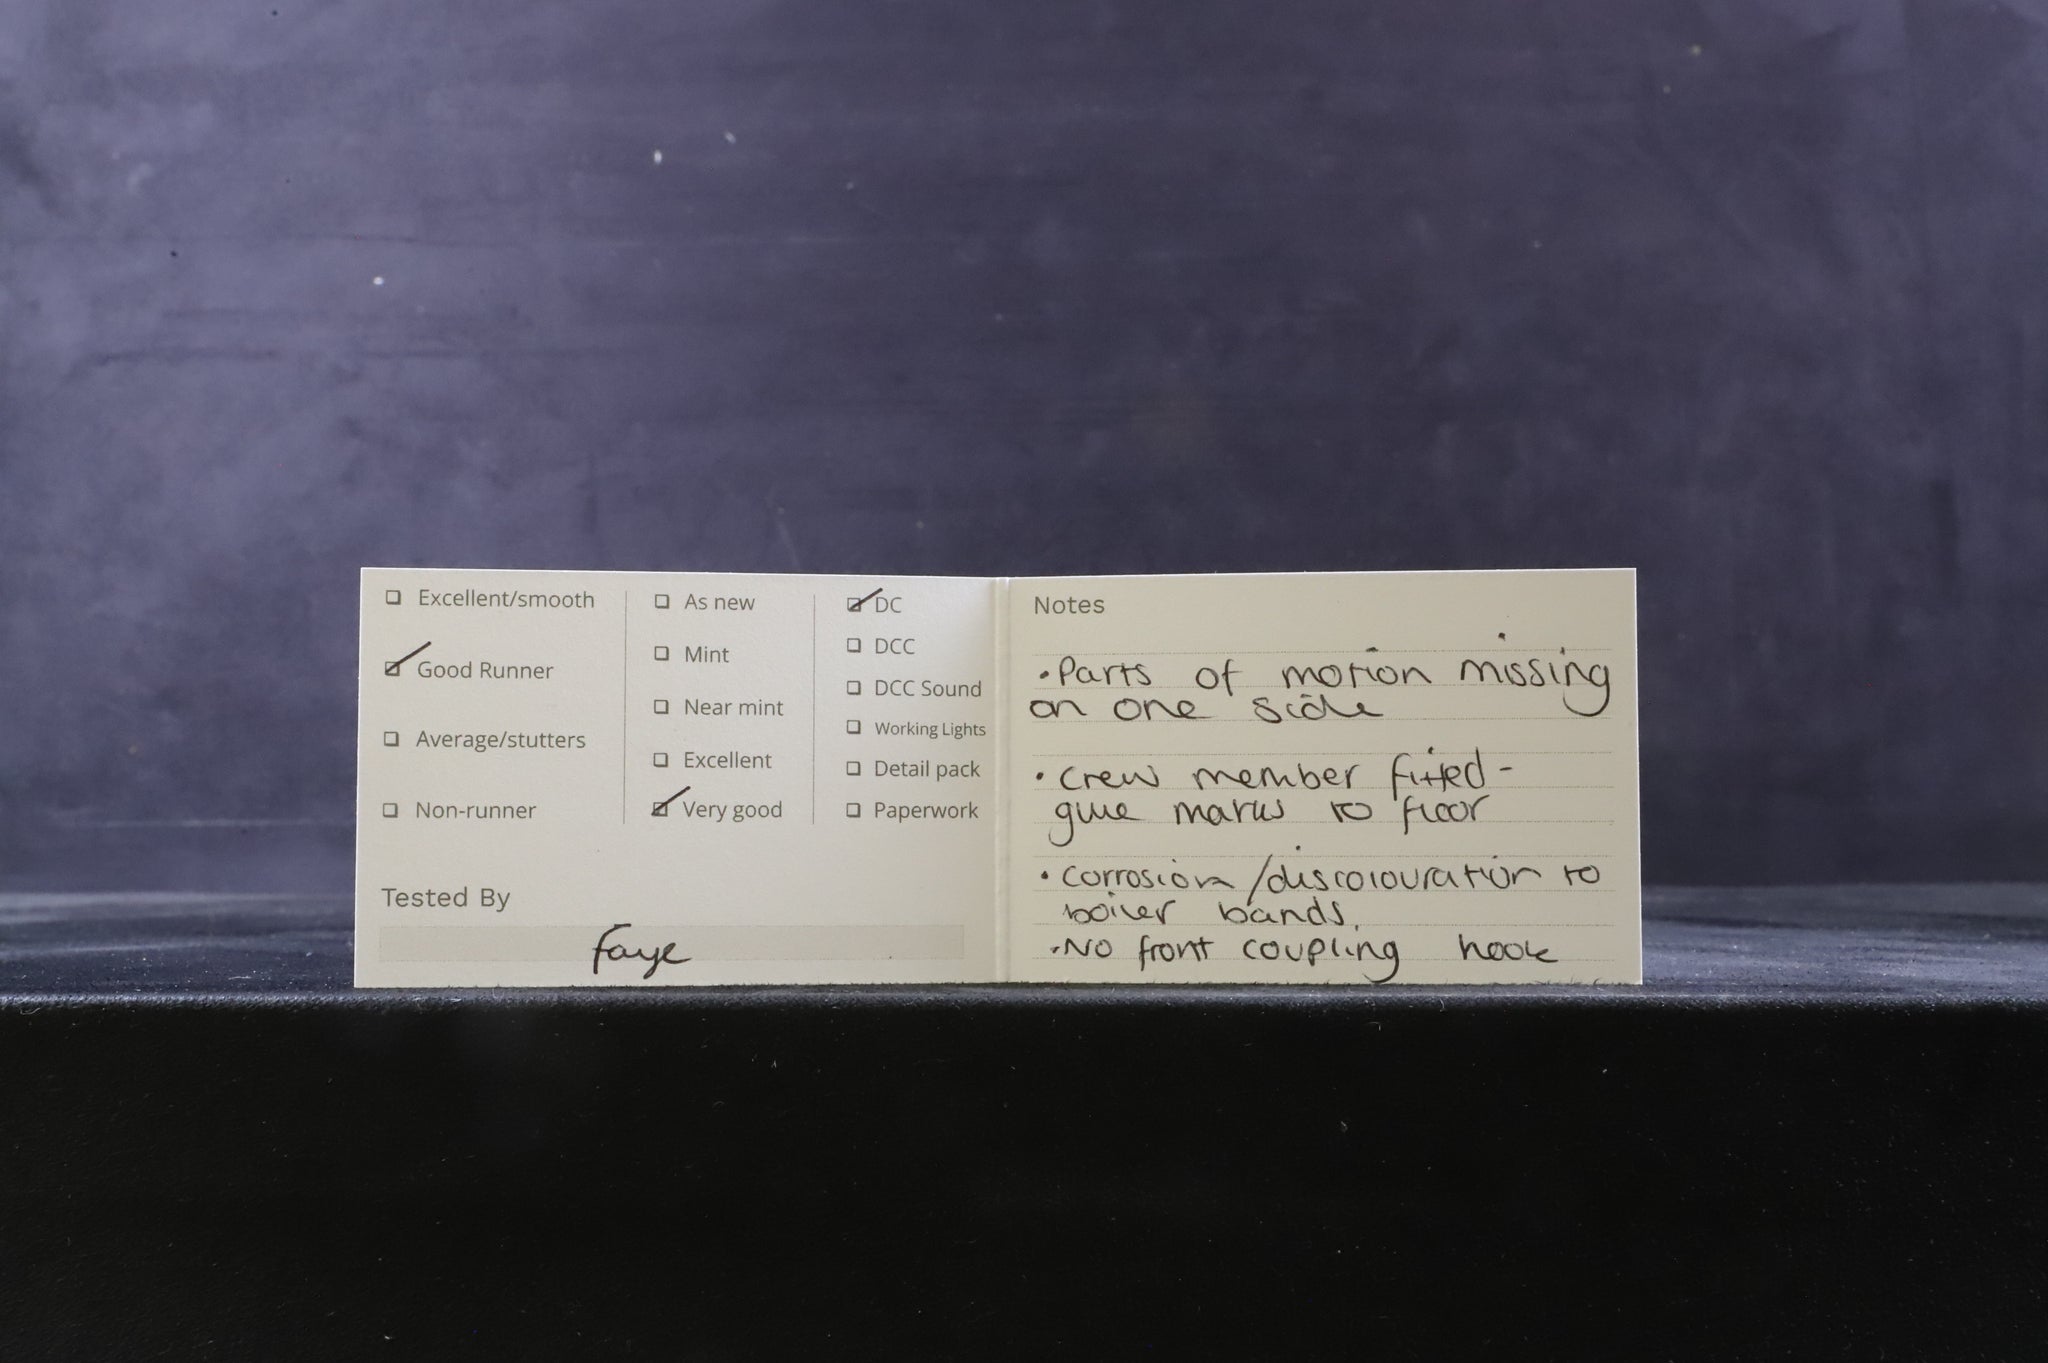 Excellent/smooth
Good Runner
Average/stutters
Non-runner
As new
Mint
Near mint
Excellent
Very good
DC
DCC
DCC Sound
Working Lights
Detail pack
Paperwork
Tested By
Faye
Notes
• Parts of motion missing
on one side
• Crew member fitted -
glue marks to floor
• Corrosion/discolouration to
boiler bands.
• No front coupling hook